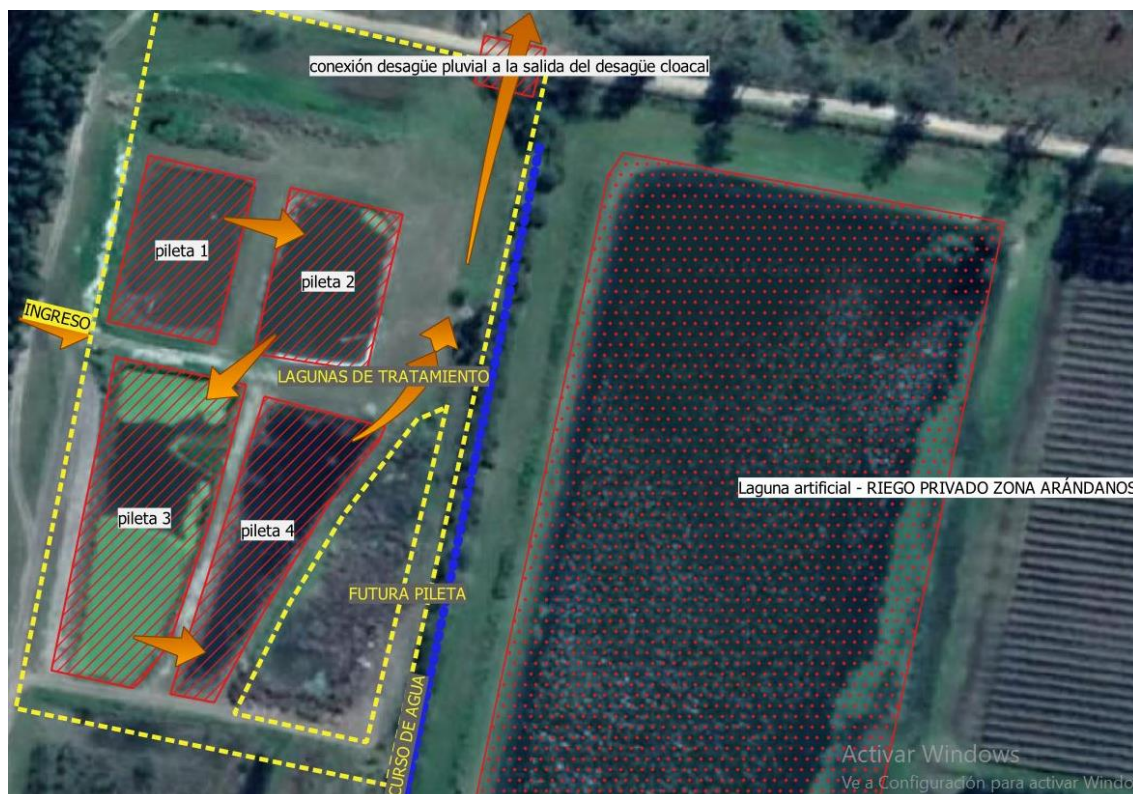 conexión desagüe pluvial a la salida del desagüe cloacal
pileta 1
pileta 2
INGRESO
LAGUNAS DE TRATAMIENTO
Laguna artificial - RIEGO PRIVADO ZONA ARÁNDANOS
pileta 3
pileta 4
FUTURA PILETA
CURSO DE AGUA
Activar Windows
Ve a Configuración para activar Windo